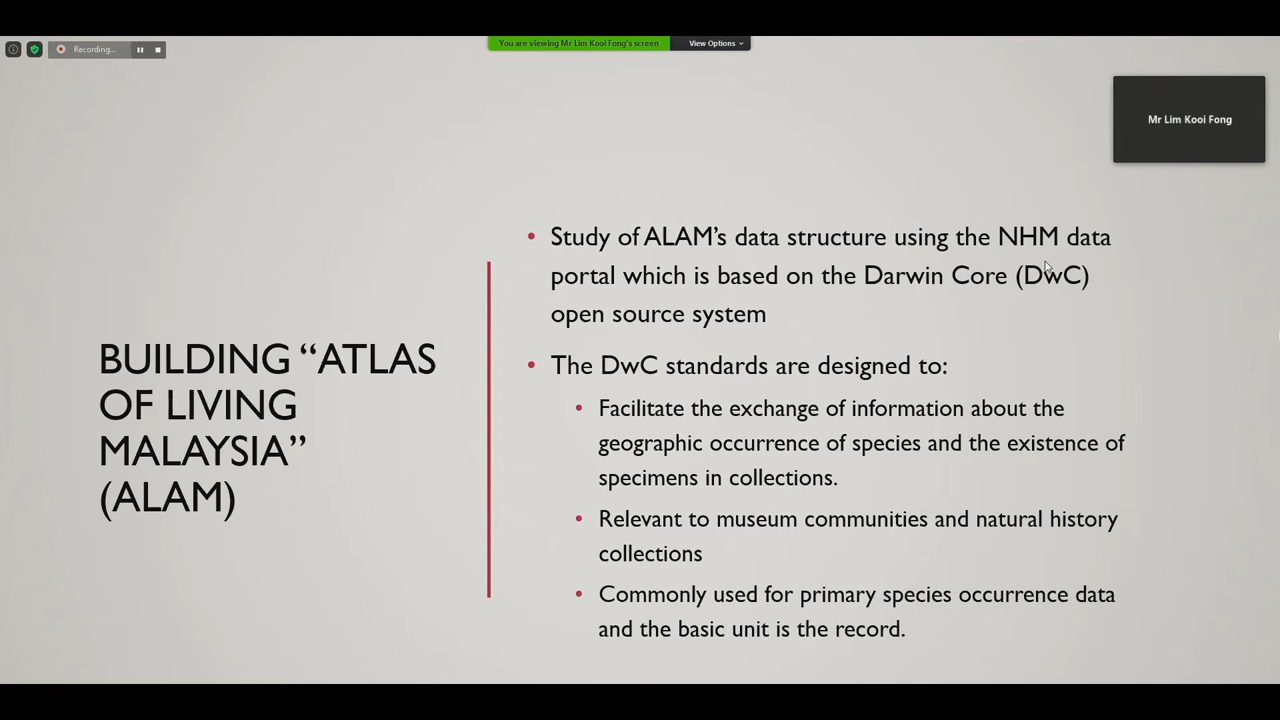 Recording...
You are viewing Mr Lim Kooi Fong's screen
View Options
Mr Lim Kooi Fong
BUILDING “ATLAS
OF LIVING
MALAYSIA”
(ALAM)
• Study of ALAM’s data structure using the NHM data
portal which is based on the Darwin Core (DwC)
open source system
• The DwC standards are designed to:
• Facilitate the exchange of information about the
geographic occurrence of species and the existence of
specimens in collections.
• Relevant to museum communities and natural history
collections
• Commonly used for primary species occurrence data
and the basic unit is the record.